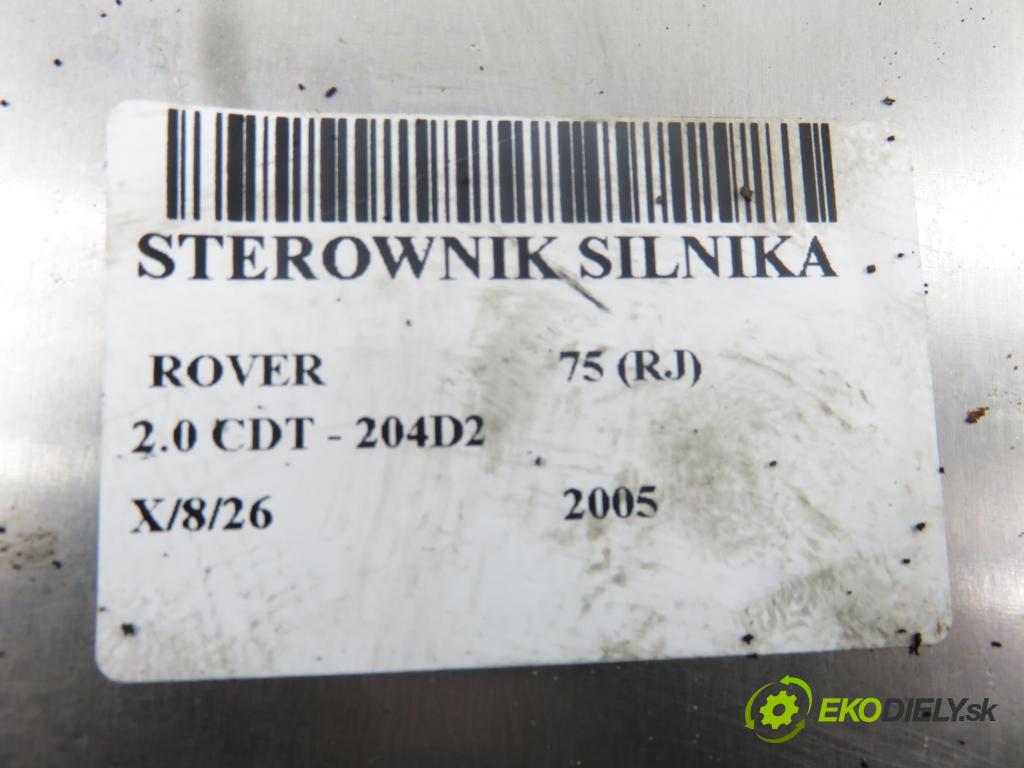 STEROWNIK SILNIKA
ROVER 75 (RJ)
2.0 CDT - 204D2
X/8/26 2005
EKODIELY.sk